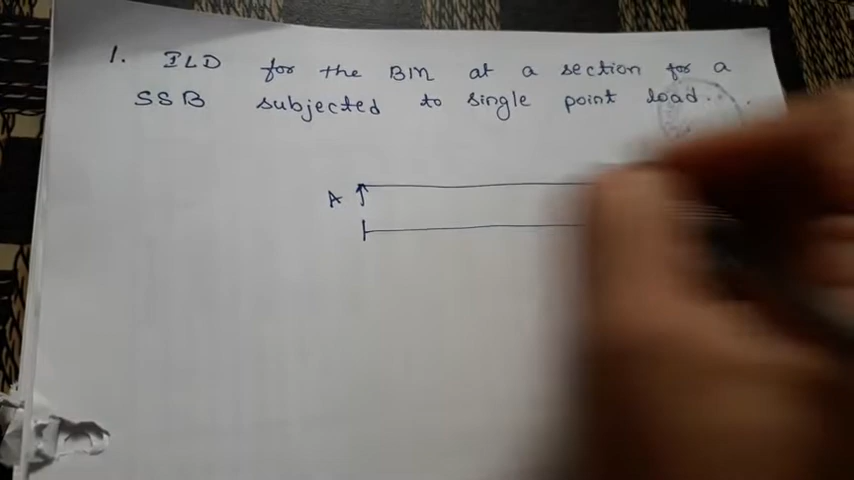 1. ILD for the BM at a section for a
SSB subjected to single point load.
A